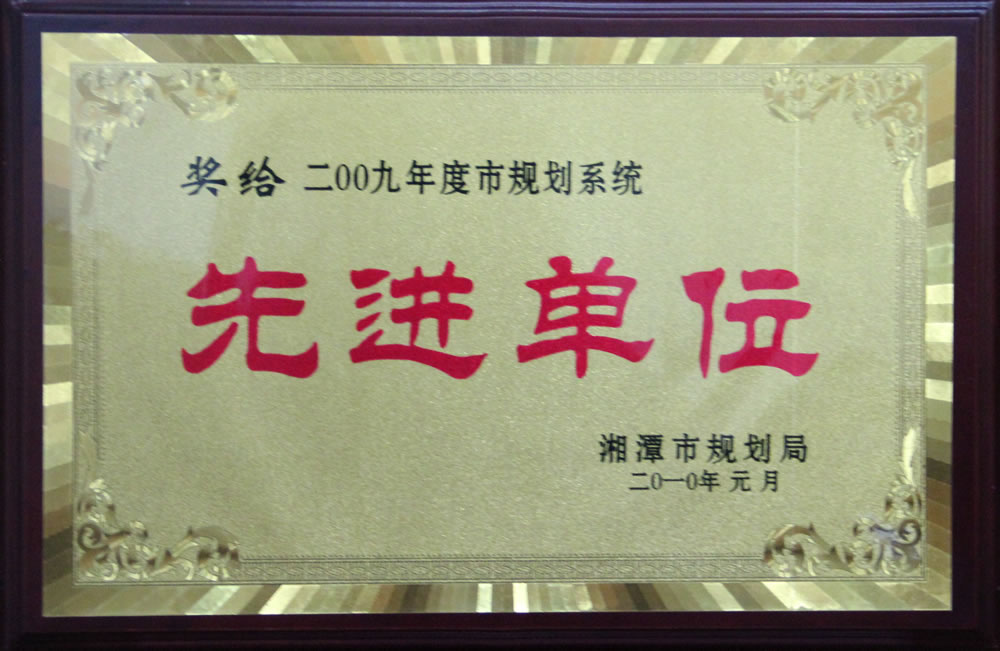 奖给 二00九年度市规划系统
先进单位
湘潭市规划局
二0一0年元月